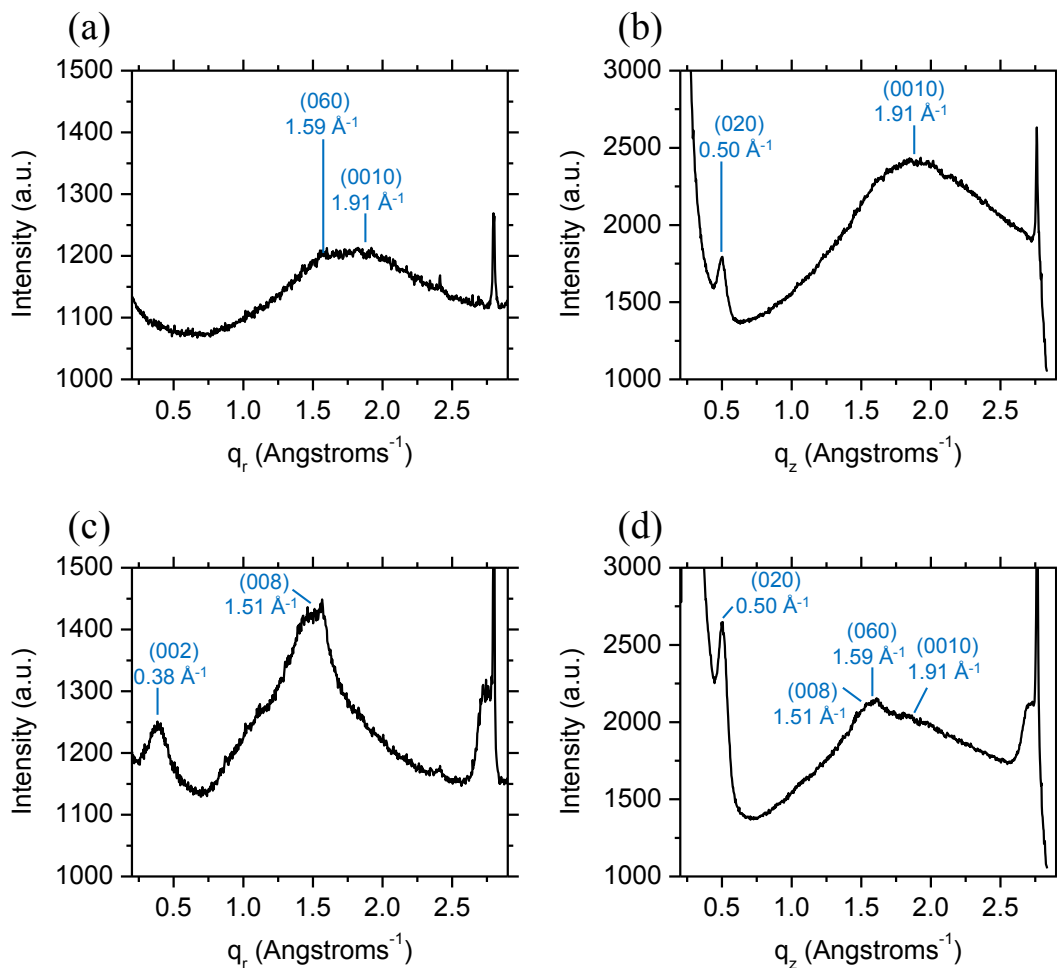 (a)
1500
1400
1300
1200
1100
1000
Intensity (a.u.)
(060)
1.59 Å-1
(0010)
1.91 Å-1
0.5 1.0 1.5 2.0 2.5
qr (Angstroms-1)
(b)
3000
2500
2000
1500
1000
Intensity (a.u.)
(020)
0.50 Å-1
(0010)
1.91 Å-1
0.5 1.0 1.5 2.0 2.5
qz (Angstroms-1)
(c)
1500
1400
1300
1200
1100
1000
Intensity (a.u.)
(002)
0.38 Å-1
(008)
1.51 Å-1
0.5 1.0 1.5 2.0 2.5
qr (Angstroms-1)
(d)
3000
2500
2000
1500
1000
Intensity (a.u.)
(020)
0.50 Å-1
(008)
1.51 Å-1
(060)
1.59 Å-1
(0010)
1.91 Å-1
0.5 1.0 1.5 2.0 2.5
qz (Angstroms-1)